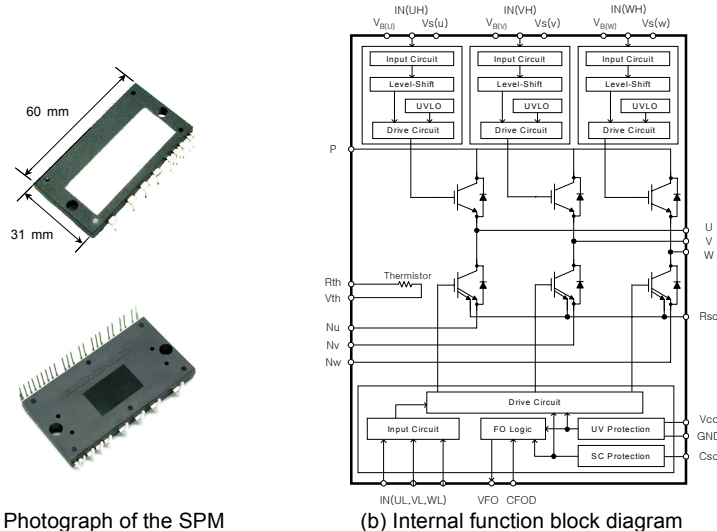 60 mm
31 mm
IN(UH) IN(VH) IN(WH)
VB(U) Vs(u) VB(V) Vs(v) VB(W) Vs(w)
Input Circuit Input Circuit Input Circuit
Level-Shift Level-Shift Level-Shift
UVLO UVLO UVLO
Drive Circuit Drive Circuit Drive Circuit
P
U
V
W
Rth Thermistor
Vth
Rsc
Nu
Nv
Nw
Drive Circuit
Input Circuit FO Logic UV Protection
SC Protection
Vcc
GND
Csc
IN(UL,VL,WL) VFO CFOD
Photograph of the SPM (b) Internal function block diagram